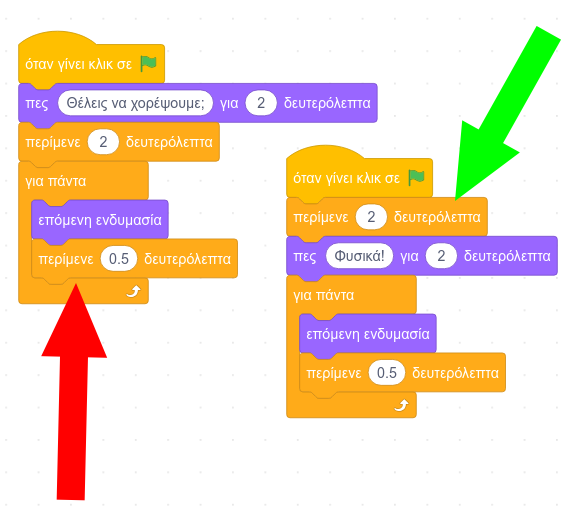 όταν γίνει κλικ σε
πες Θέλεις να χορέψουμε; για 2 δευτερόλεπτα
περίμενε 2 δευτερόλεπτα
για πάντα
επόμενη ενδυμασία
περίμενε 0.5 δευτερόλεπτα
όταν γίνει κλικ σε
περίμενε 2 δευτερόλεπτα
πες Φυσικά! για 2 δευτερόλεπτα
για πάντα
επόμενη ενδυμασία
περίμενε 0.5 δευτερόλεπτα